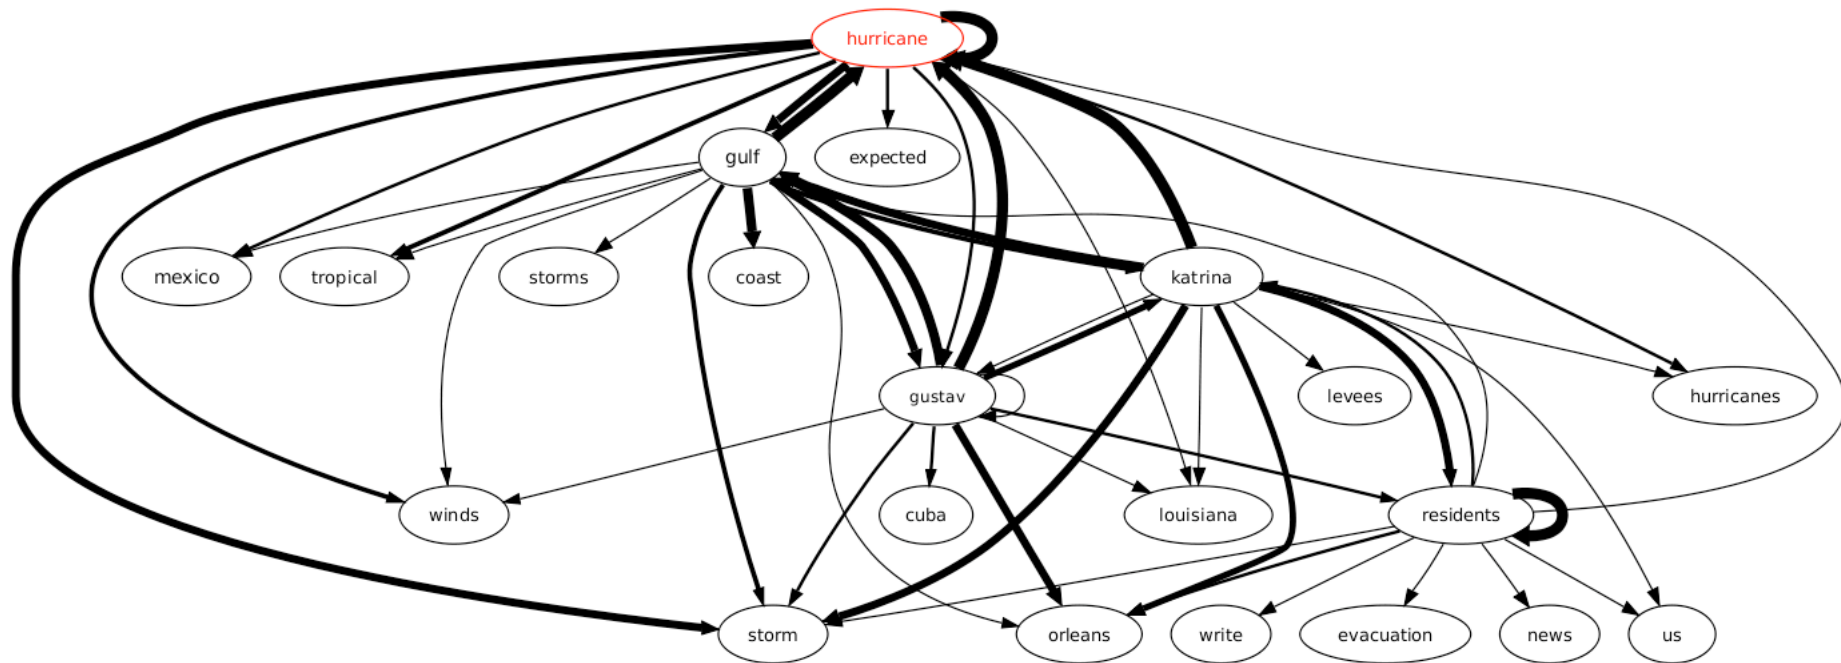 hurricane
gulf
expected
mexico
tropical
storms
coast
katrina
gustav
levees
hurricanes
winds
cuba
louisiana
residents
storm
orleans
write
evacuation
news
us